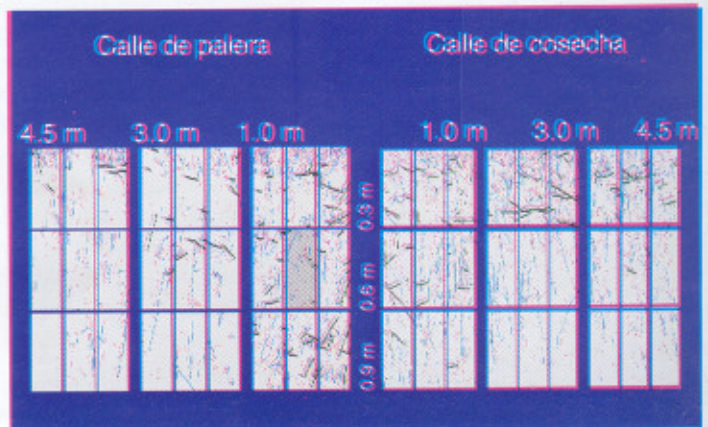 Calle de palera
Calle de cosecha
4.5 m 3.0 m 1.0 m 1.0 m 3.0 m 4.5 m
0.3 m
0.6 m
0.9 m